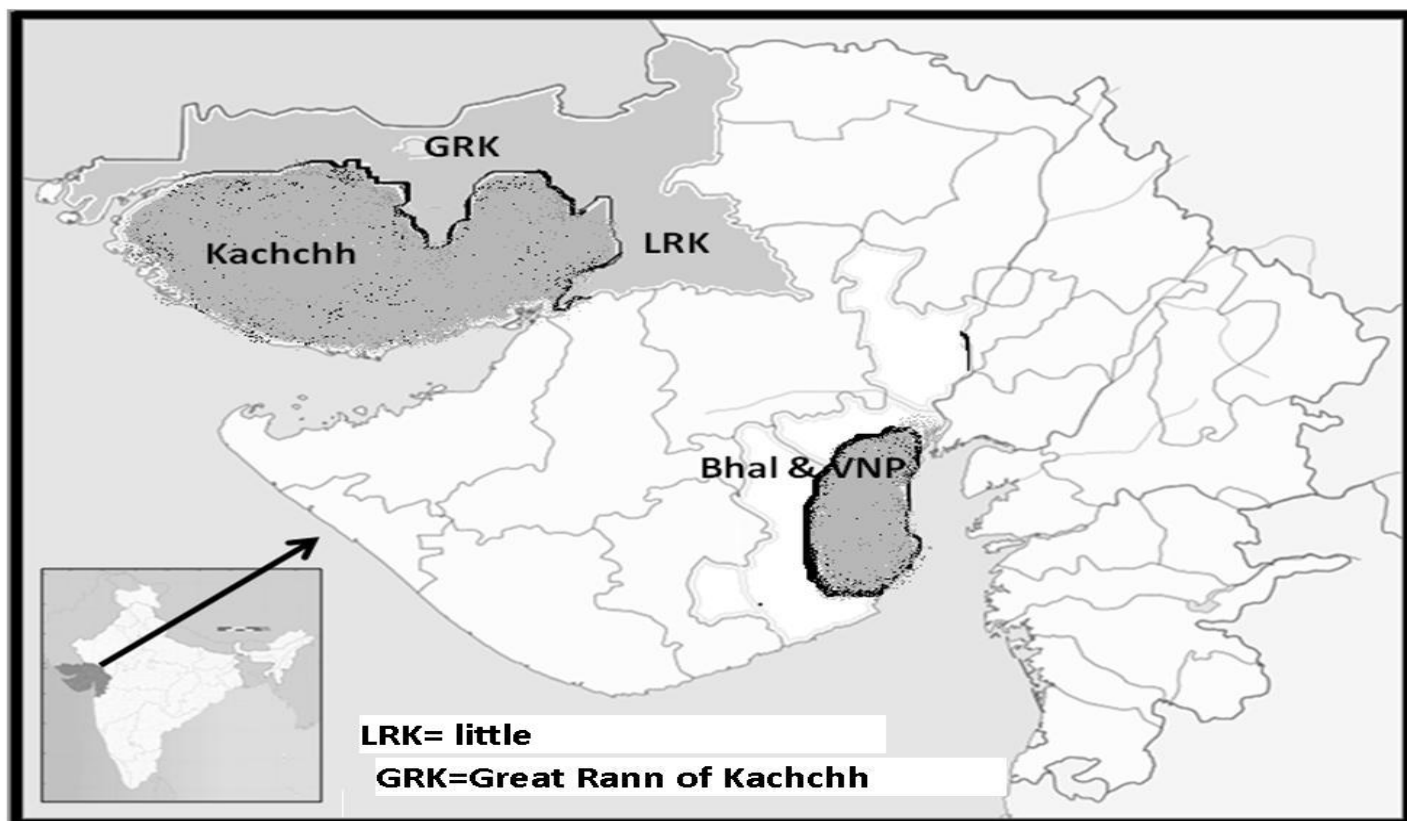 GRK
Kachchh
LRK
Bhal & VNP
LRK= little
GRK=Great Rann of Kachchh